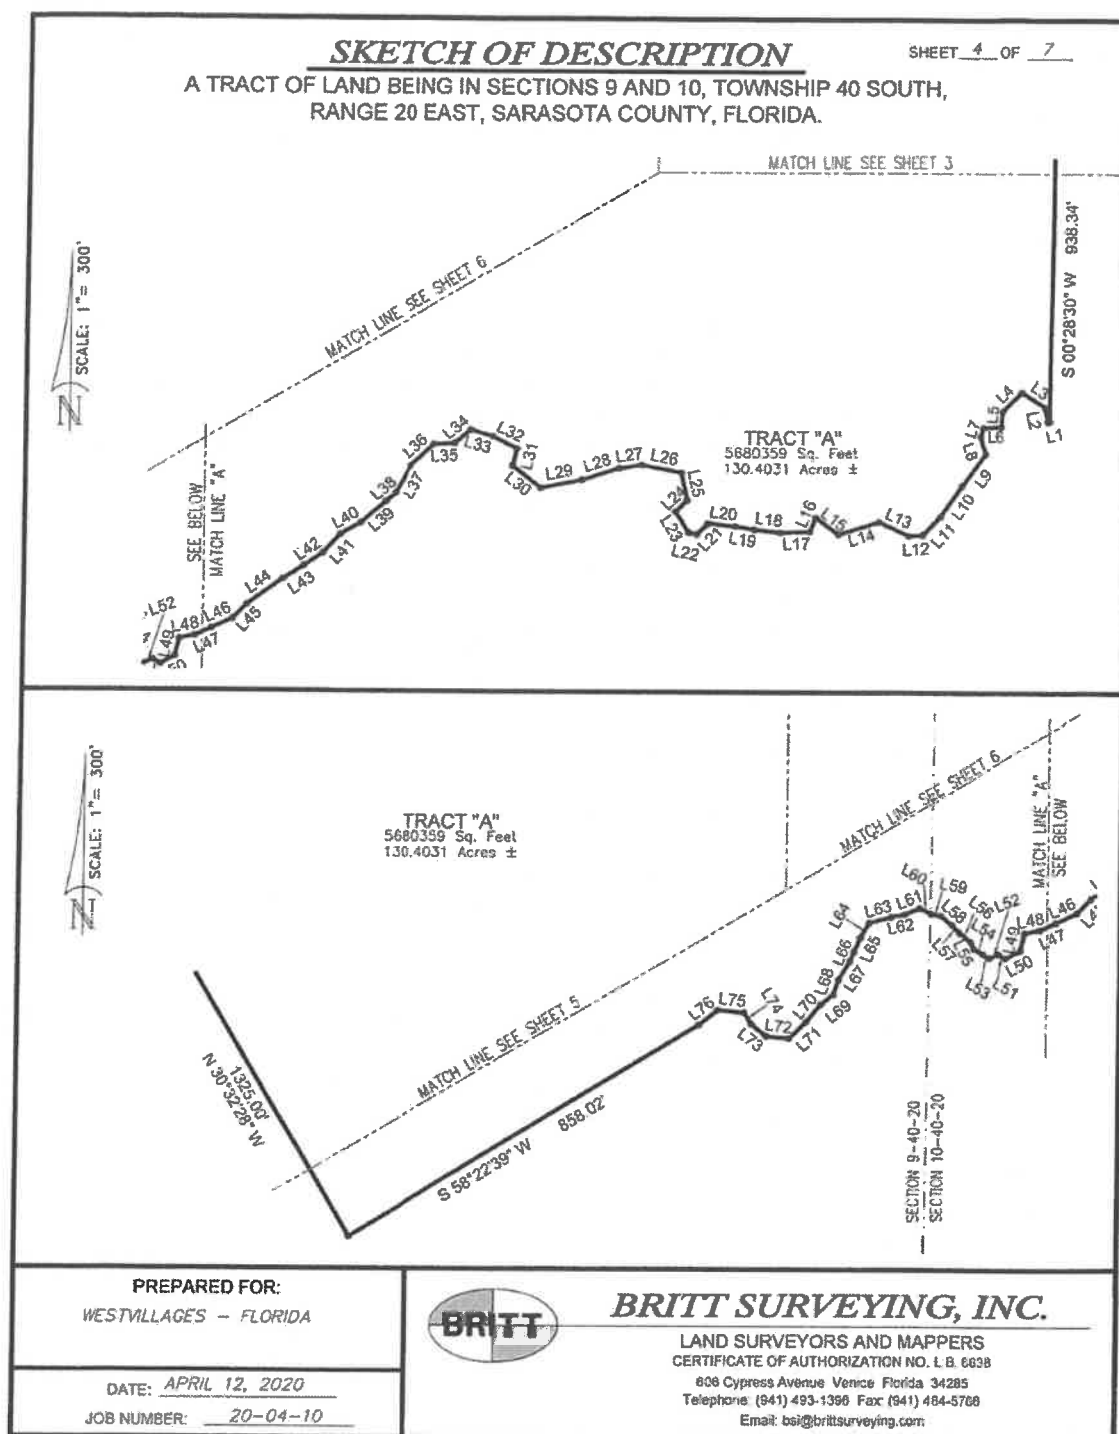 SKETCH OF DESCRIPTION
SHEET 4 OF 7
A TRACT OF LAND BEING IN SECTIONS 9 AND 10, TOWNSHIP 40 SOUTH,
RANGE 20 EAST, SARASOTA COUNTY, FLORIDA.
MATCH LINE SEE SHEET 3
MATCH LINE SEE SHEET 6
SCALE: 1"= 300'
N
S 00°28'30" W 938.34'
TRACT "A"
5680359 Sq. Feet
130.4031 Acres ±
SEE BELOW
MATCH LINE "A"
L1
L2
L3
L4
L5
L6
L7
L8
L9
L10
L11
L12
L13
L14
L15
L16
L17
L18
L19
L20
L21
L22
L23
L24
L25
L26
L27
L28
L29
L30
L31
L32
L33
L34
L35
L36
L37
L38
L39
L40
L41
L42
L43
L44
L45
L46
L47
L48
L49
L52
SCALE: 1"= 300'
N
TRACT "A"
5680359 Sq. Feet
130.4031 Acres ±
MATCH LINE SEE SHEET 6
MATCH LINE SEE SHEET 5
MATCH LINE "A"
SEE BELOW
L46
L47
L48
L49
L50
L51
L52
L53
L54
L55
L56
L57
L58
L59
L60
L61
L62
L63
L64
L65
L66
L67
L68
L69
L70
L71
L72
L73
L74
L75
L76
1325.00'
N 30°32'28" W
S 58°22'39" W 858.02'
SECTION 9-40-20
SECTION 10-40-20
PREPARED FOR:
WESTVILLAGES - FLORIDA
DATE: APRIL 12, 2020
JOB NUMBER: 20-04-10
BRITT
BRITT SURVEYING, INC.
LAND SURVEYORS AND MAPPERS
CERTIFICATE OF AUTHORIZATION NO. L.B. 6638
606 Cypress Avenue Venice Florida 34285
Telephone: (941) 493-1396 Fax: (941) 484-5766
Email: bsi@brittsurveying.com